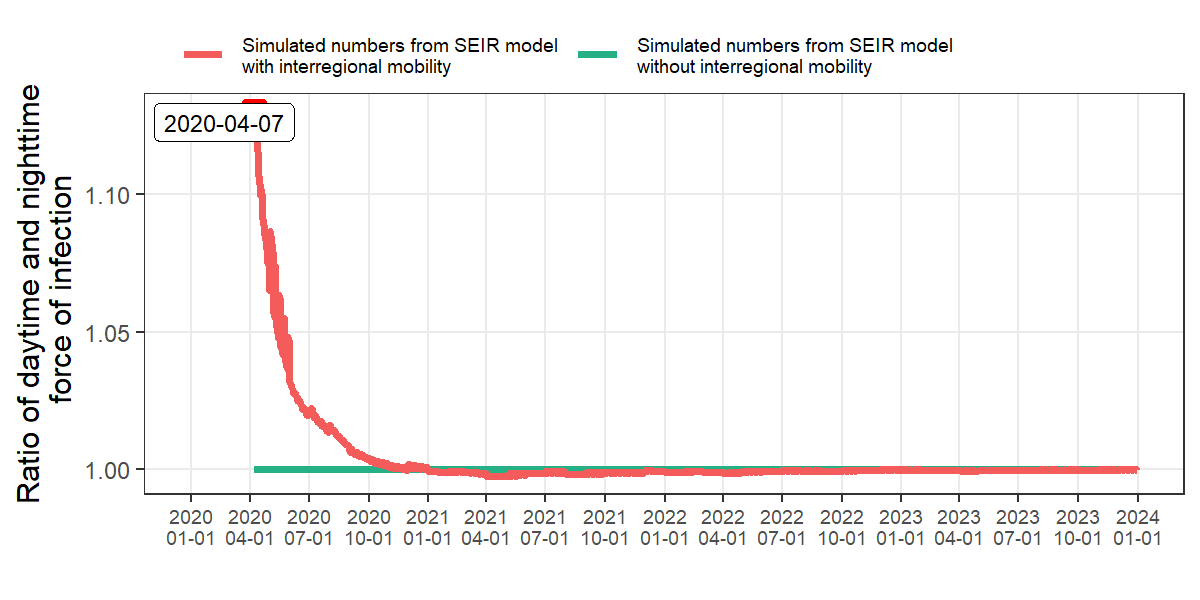 Simulated numbers from SEIR model
with interregional mobility
Simulated numbers from SEIR model
without interregional mobility
Ratio of daytime and nighttime
force of infection
2020-04-07
1.10
1.05
1.00
2020 2020 2020 2020 2021 2021 2021 2021 2022 2022 2022 2022 2023 2023 2023 2023 2024
01-01 04-01 07-01 10-01 01-01 04-01 07-01 10-01 01-01 04-01 07-01 10-01 01-01 04-01 07-01 10-01 01-01